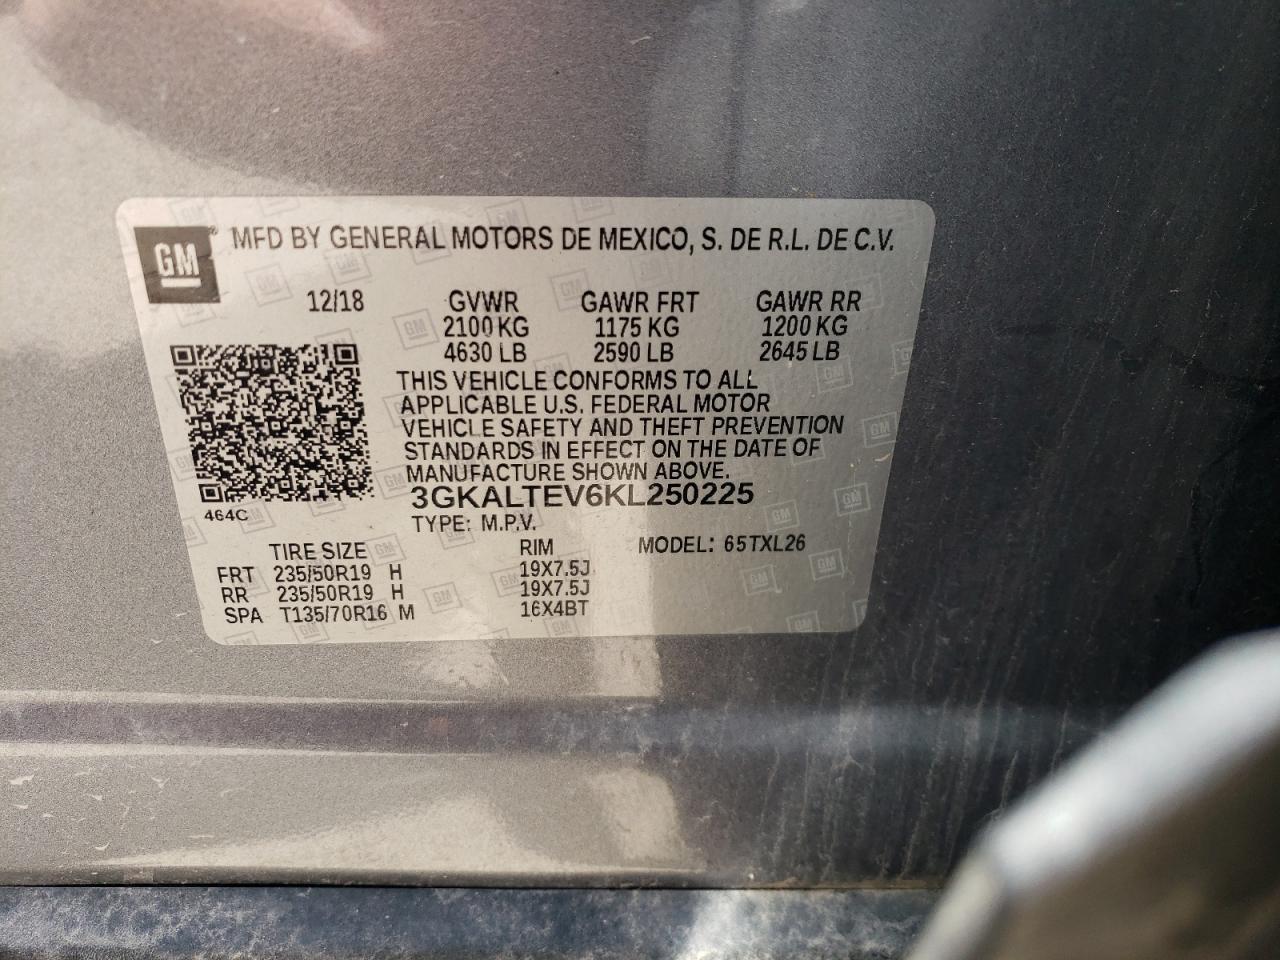 GM® MFD BY GENERAL MOTORS DE MEXICO, S. DE R.L. DE C.V.
12/18 GVWR GAWR FRT GAWR RR
2100 KG 1175 KG 1200 KG
4630 LB 2590 LB 2645 LB
THIS VEHICLE CONFORMS TO ALL
APPLICABLE U.S. FEDERAL MOTOR
VEHICLE SAFETY AND THEFT PREVENTION
STANDARDS IN EFFECT ON THE DATE OF
MANUFACTURE SHOWN ABOVE.
3GKALTEV6KL250225
464C
TYPE: M.P.V.
TIRE SIZE RIM MODEL: 65TXL26
FRT 235/50R19 H 19X7.5J
RR 235/50R19 H 19X7.5J
SPA T135/70R16 M 16X4BT